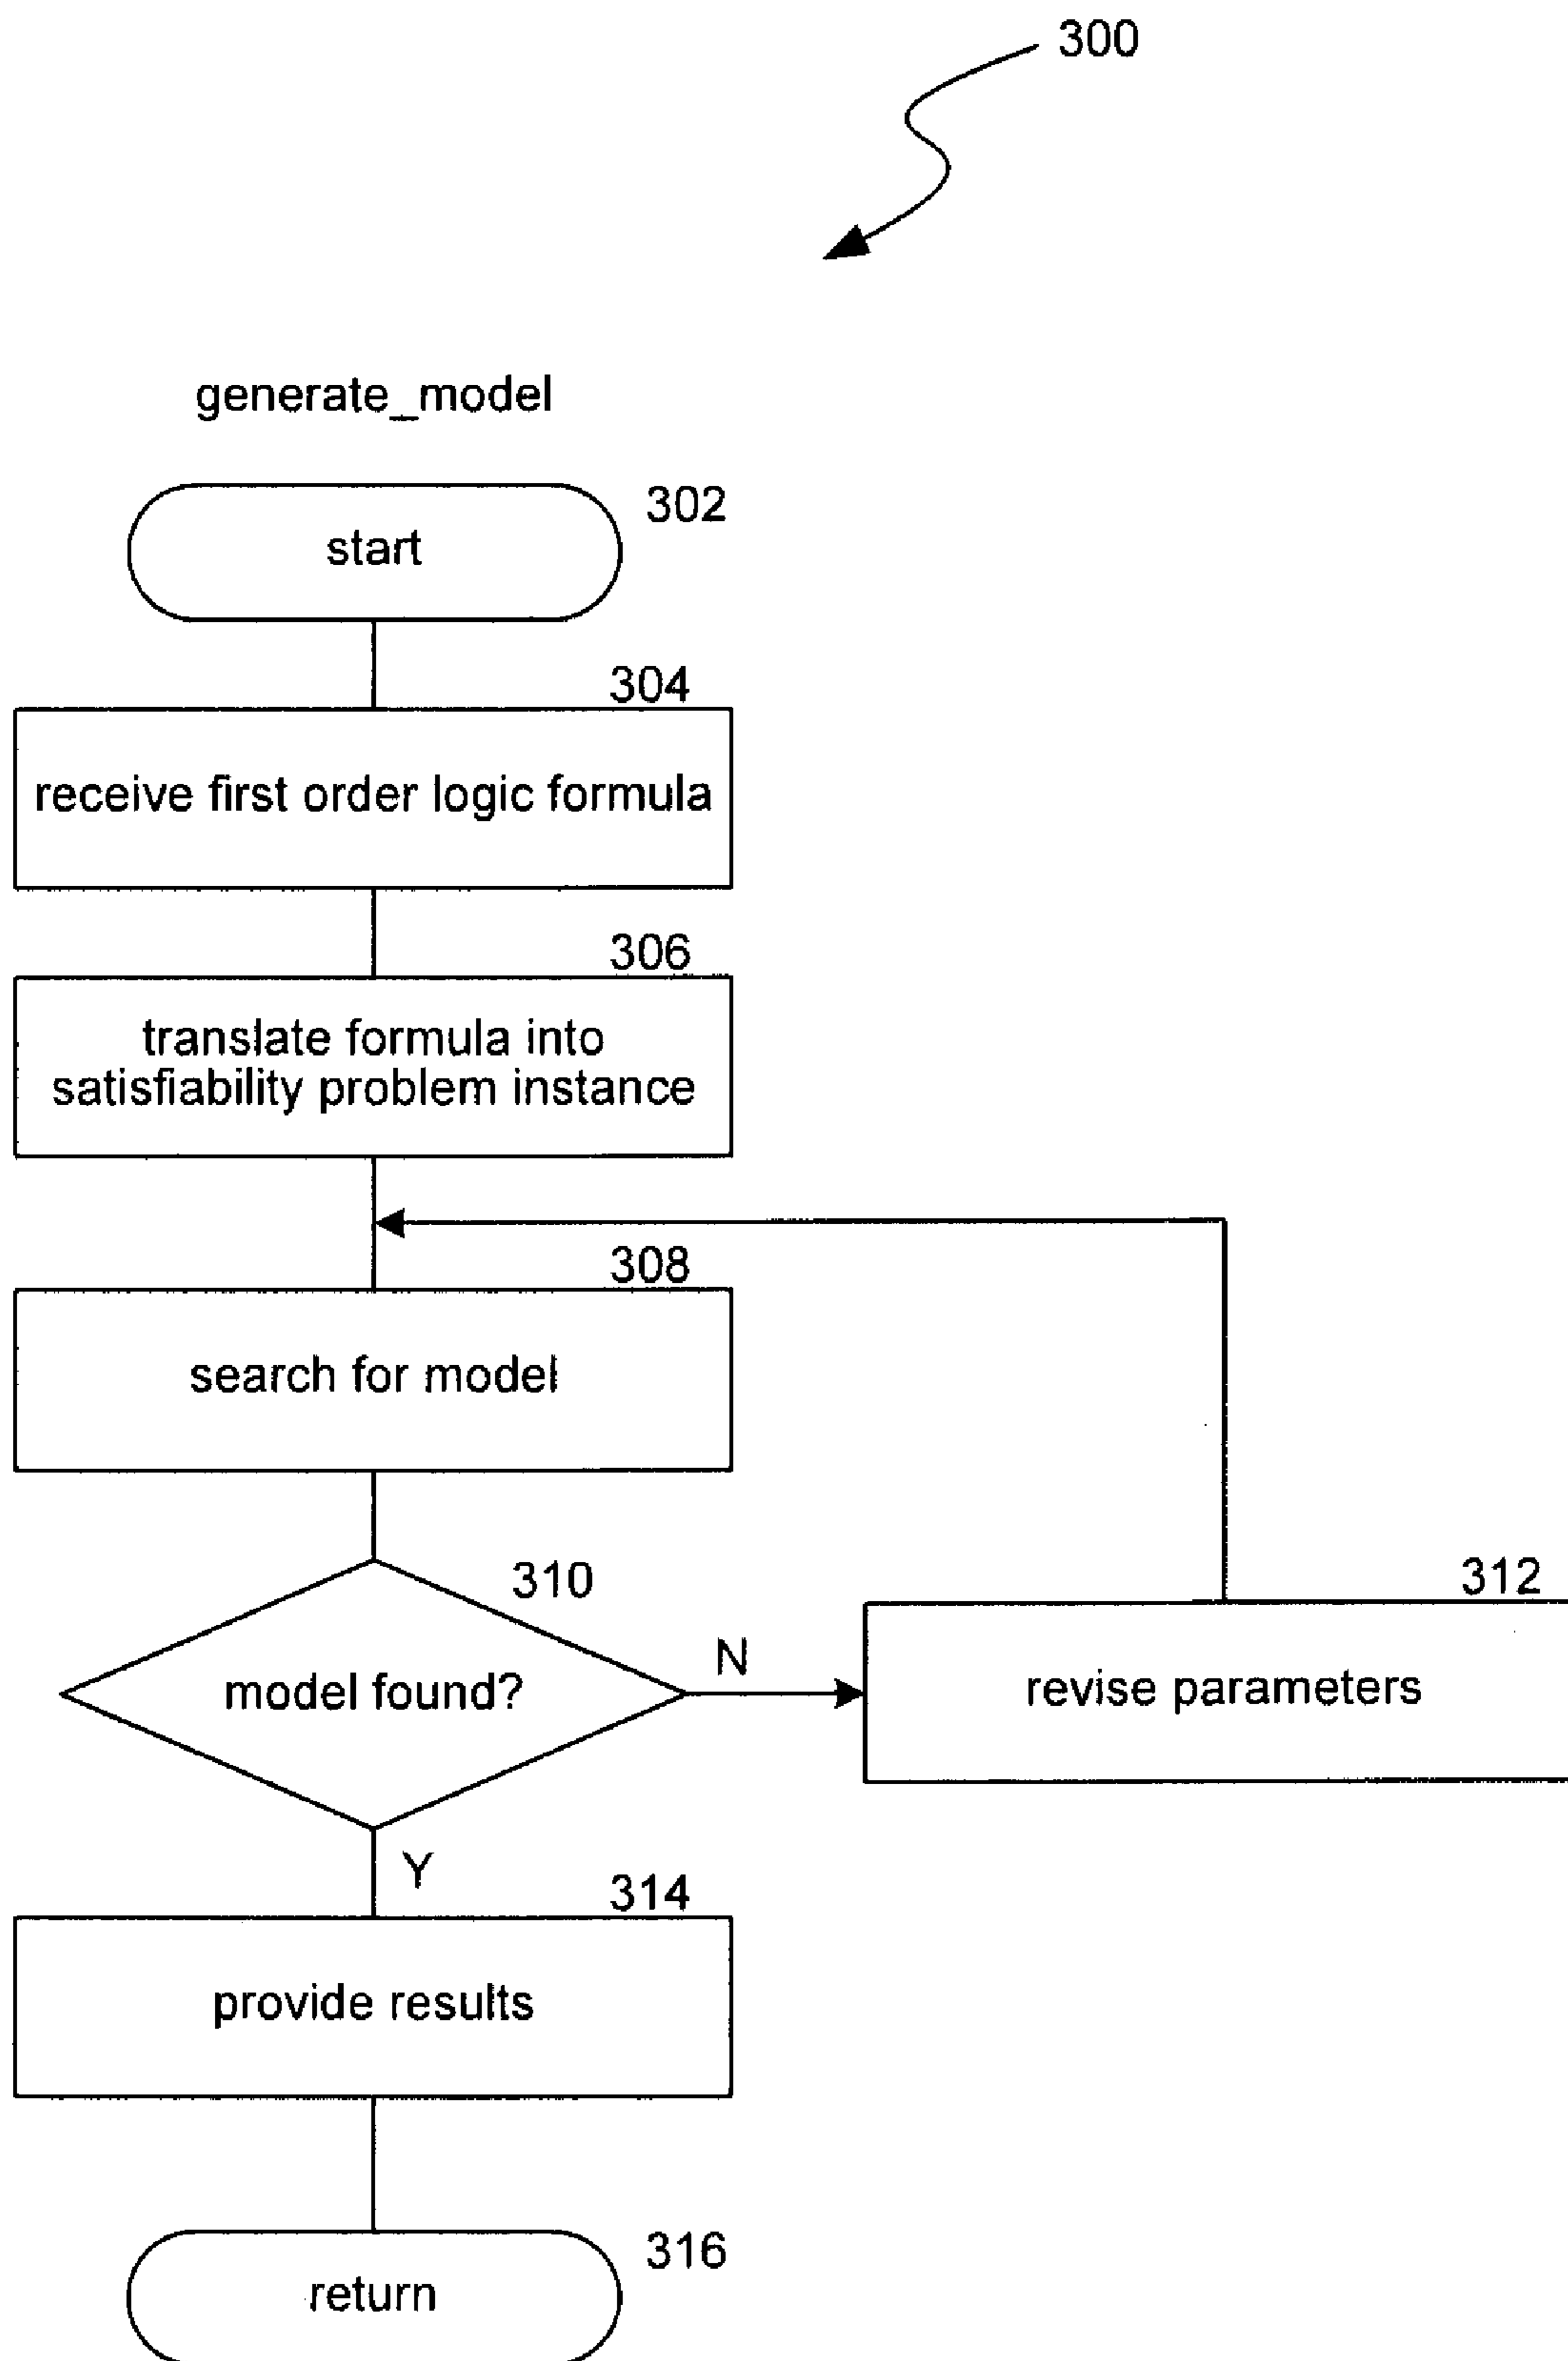 300
generate_model
302
start
304
receive first order logic formula
306
translate formula into
satisfiability problem instance
308
search for model
310
model found?
N
312
revise parameters
Y
314
provide results
316
return